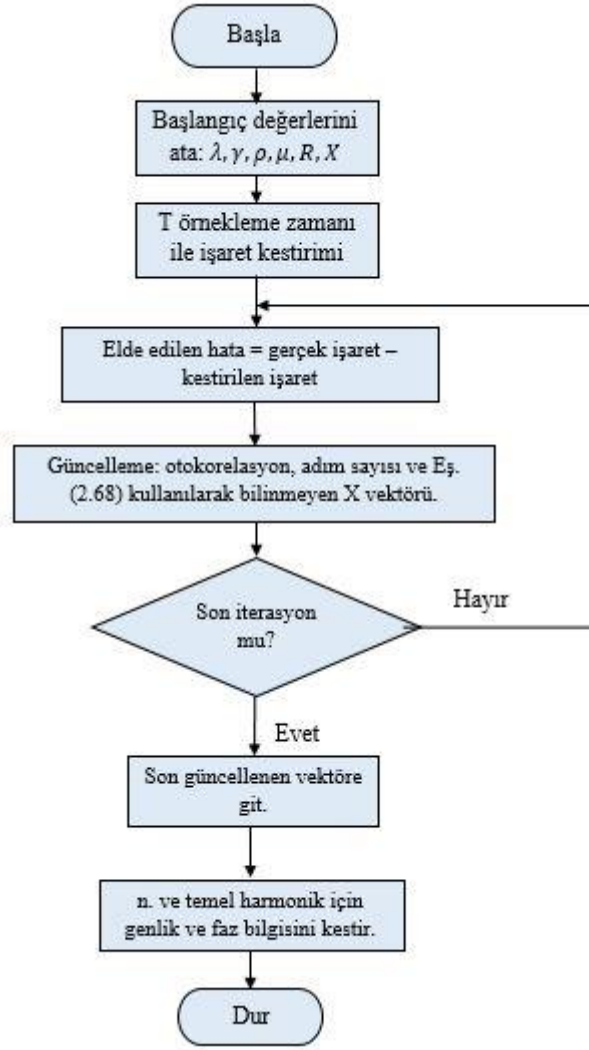 Başla
Başlangıç değerlerini
ata: λ, γ, ρ, μ, R, X
T örnekleme zamanı
ile işaret kestirimi
Elde edilen hata = gerçek işaret –
kestirilen işaret
Güncelleme: otokorelasyon, adım sayısı ve Eş.
(2.68) kullanılarak bilinmeyen X vektörü.
Son iterasyon
mu?
Hayır
Evet
Son güncellenen vektöre
git.
n. ve temel harmonik için
genlik ve faz bilgisini kestir.
Dur